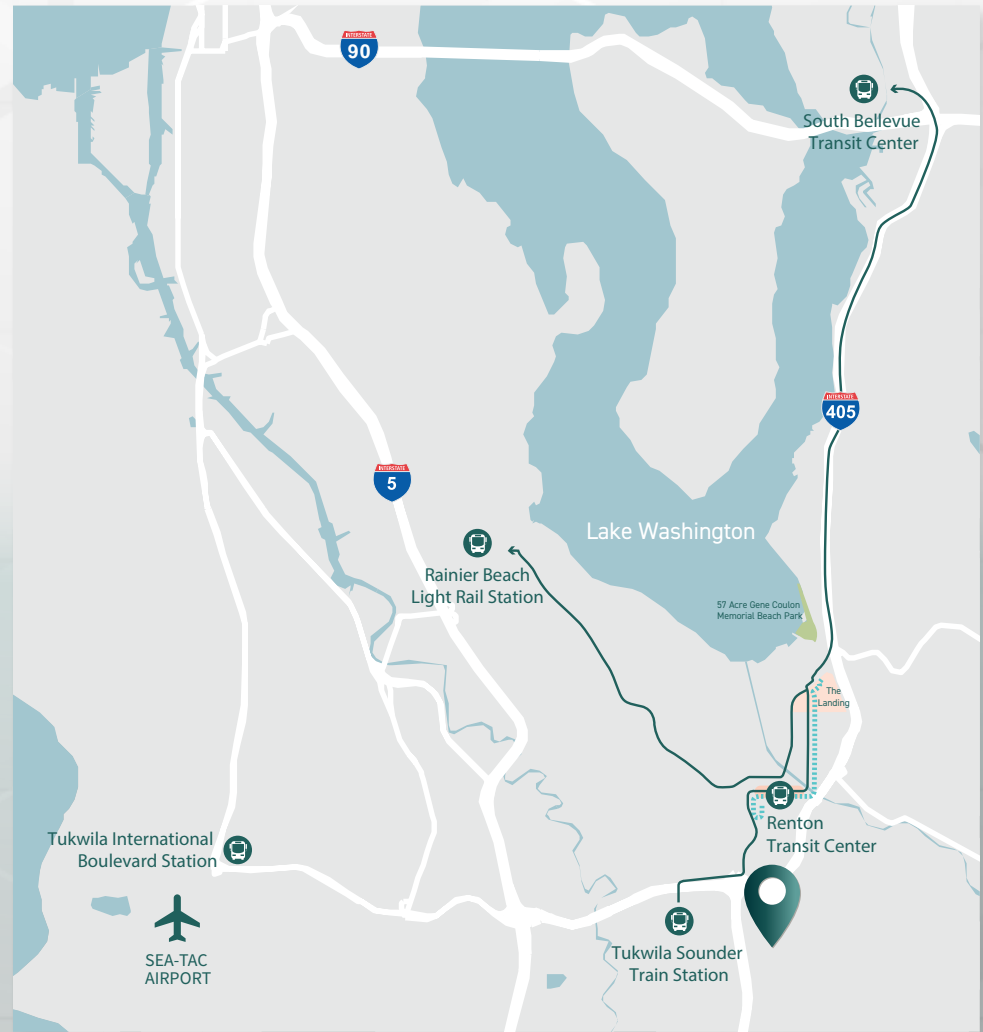 INTERSTATE
90
South Bellevue
Transit Center
INTERSTATE
405
INTERSTATE
5
Lake Washington
Rainier Beach
Light Rail Station
57 Acre Gene Coulon
Memorial Beach Park
The
Landing
Renton
Transit Center
Tukwila International
Boulevard Station
Tukwila Sounder
Train Station
SEA-TAC
AIRPORT